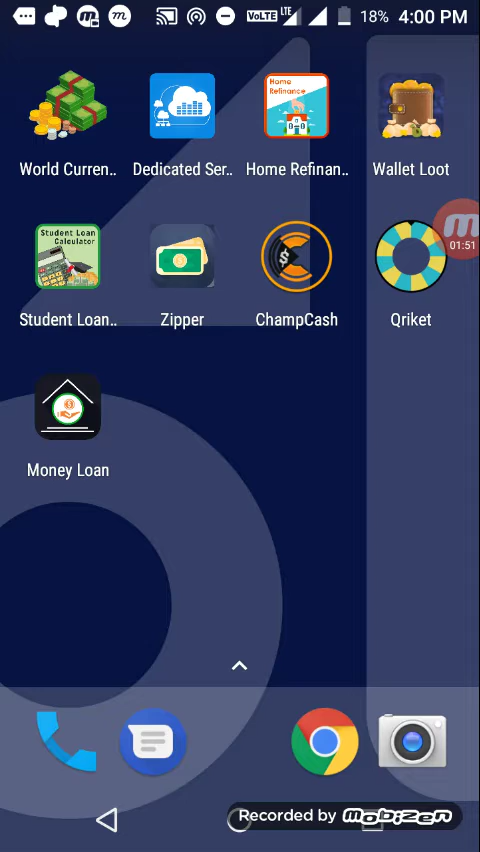 VoLTE LTE 18% 4:00 PM
Home Refinance
World Curren.. Dedicated Ser.. Home Refinan.. Wallet Loot
01:51
Student Loan Calculator
Student Loan.. Zipper ChampCash Qriket
Money Loan
Recorded by mobizen